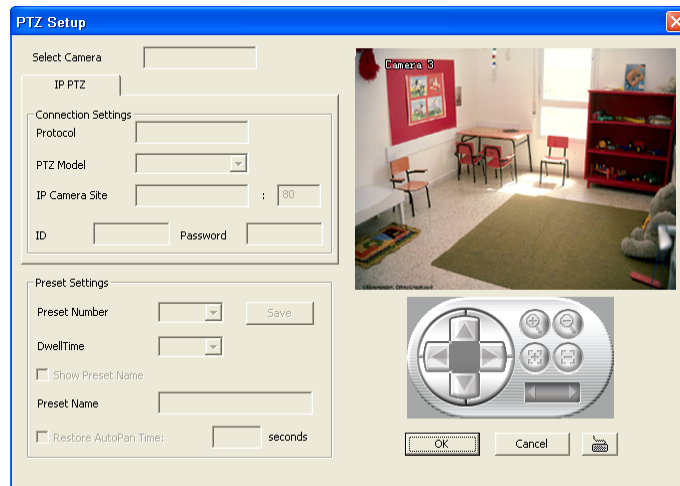 PTZ Setup
Select Camera
IP PTZ
Connection Settings
Protocol
PTZ Model
IP Camera Site : 80
ID Password
Preset Settings
Preset Number Save
DwellTime
Show Preset Name
Preset Name
Restore AutoPan Time: seconds
Camera 3
OK Cancel